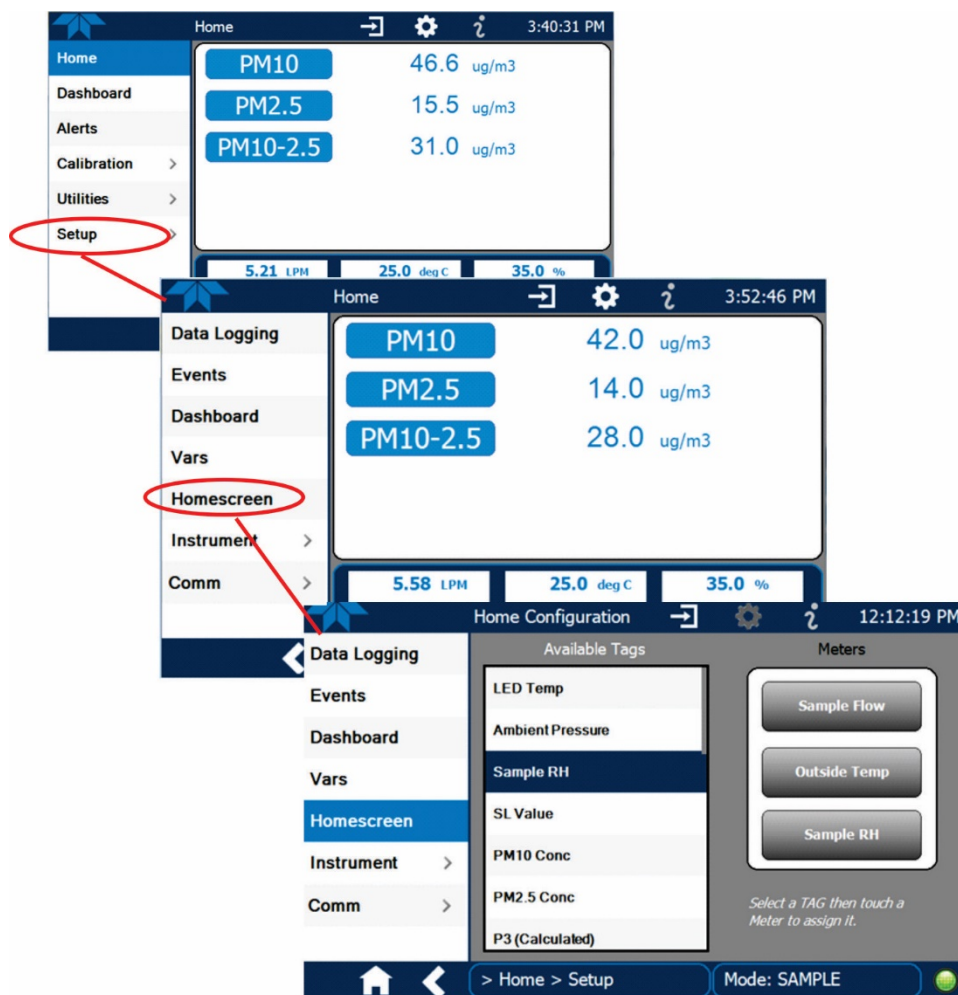 Home 3:40:31 PM
Home
Dashboard
Alerts
Calibration >
Utilities >
Setup >
PM10 46.6 ug/m3
PM2.5 15.5 ug/m3
PM10-2.5 31.0 ug/m3
5.21 LPM 25.0 deg C 35.0 %
Home 3:52:46 PM
Data Logging
Events
Dashboard
Vars
Homescreen
Instrument >
Comm >
PM10 42.0 ug/m3
PM2.5 14.0 ug/m3
PM10-2.5 28.0 ug/m3
5.58 LPM 25.0 deg C 35.0 %
Home Configuration 12:12:19 PM
Data Logging
Events
Dashboard
Vars
Homescreen
Instrument >
Comm >
Available Tags
LED Temp
Ambient Pressure
Sample RH
SL Value
PM10 Conc
PM2.5 Conc
P3 (Calculated)
Meters
Sample Flow
Outside Temp
Sample RH
Select a TAG then touch a
Meter to assign it.
> Home > Setup Mode: SAMPLE